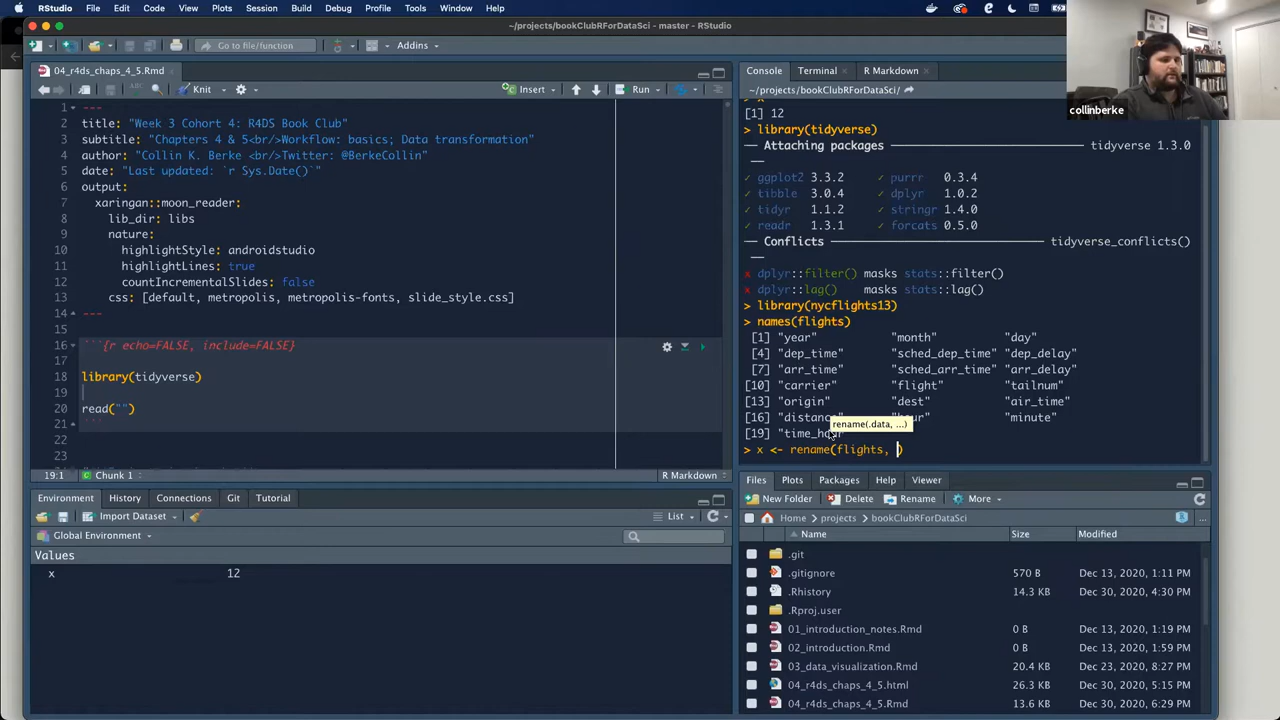 RStudio File Edit Code View Plots Session Build Debug Profile Tools Window Help
~/projects/bookClubRForDataSci - master - RStudio
Go to file/function Addins
04_r4ds_chaps_4_5.Rmd
Knit Insert Run
1 ---
2 title: "Week 3 Cohort 4: R4DS Book Club"
3 subtitle: "Chapters 4 & 5<br/>Workflow: basics; Data transformation"
4 author: "Collin K. Berke <br/>Twitter: @BerkeCollin"
5 date: "Last updated: `r Sys.Date()`"
6 output:
7 xaringan::moon_reader:
8 lib_dir: libs
9 nature:
10 highlightStyle: androidstudio
11 highlightLines: true
12 countIncrementalSlides: false
13 css: [default, metropolis, metropolis-fonts, slide_style.css]
14 ---
15
16 ```{r echo=FALSE, include=FALSE}
17
18 library(tidyverse)
19
20 read("")
21 ```
22
23
19:1 Chunk 1 R Markdown
Environment History Connections Git Tutorial
Import Dataset List
Global Environment
Values
x 12
Console Terminal R Markdown
~/projects/bookClubRForDataSci/
[1] 12
> library(tidyverse)
— Attaching packages ——— tidyverse 1.3.0
—
✓ ggplot2 3.3.2 ✓ purrr 0.3.4
✓ tibble 3.0.4 ✓ dplyr 1.0.2
✓ tidyr 1.1.2 ✓ stringr 1.4.0
✓ readr 1.3.1 ✓ forcats 0.5.0
— Conflicts ——— tidyverse_conflicts()
—
x dplyr::filter() masks stats::filter()
x dplyr::lag() masks stats::lag()
> library(nycflights13)
> names(flights)
[1] "year" "month" "day"
[4] "dep_time" "sched_dep_time" "dep_delay"
[7] "arr_time" "sched_arr_time" "arr_delay"
[10] "carrier" "flight" "tailnum"
[13] "origin" "dest" "air_time"
[16] "distance" "hour" "minute"
rename(.data, ...)
[19] "time_hour"
> x <- rename(flights, )
Files Plots Packages Help Viewer
New Folder Delete Rename More
Home projects bookClubRForDataSci
Name Size Modified
.git
.gitignore 570 B Dec 13, 2020, 1:11 PM
.Rhistory 14.3 KB Dec 30, 2020, 4:30 PM
.Rproj.user
01_introduction_notes.Rmd 0 B Dec 13, 2020, 1:19 PM
02_introduction.Rmd 0 B Dec 13, 2020, 1:59 PM
03_data_visualization.Rmd 20.4 KB Dec 23, 2020, 8:27 PM
04_r4ds_chaps_4_5.html 26.3 KB Dec 30, 2020, 5:15 PM
04_r4ds_chaps_4_5.Rmd 13.6 KB Dec 30, 2020, 6:29 PM
collinberke